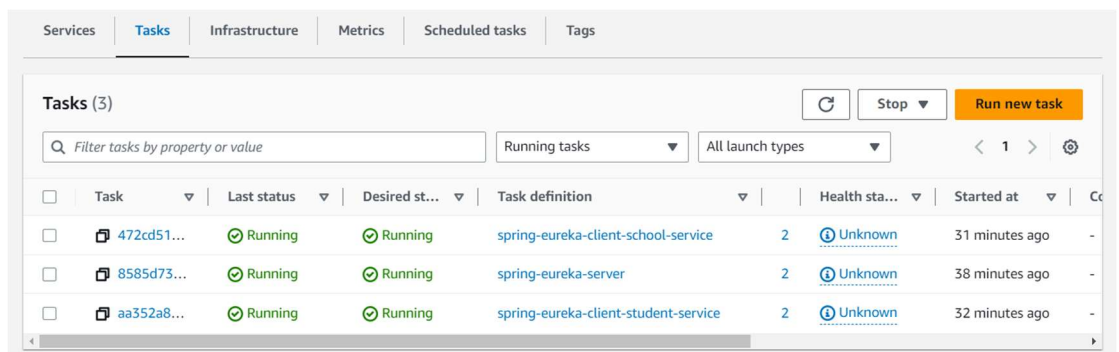 Services Tasks Infrastructure Metrics Scheduled tasks Tags
Tasks (3) Stop Run new task
Filter tasks by property or value Running tasks All launch types 1
Task Last status Desired st... Task definition Health sta... Started at Co
472cd51... Running Running spring-eureka-client-school-service 2 Unknown 31 minutes ago -
8585d73... Running Running spring-eureka-server 2 Unknown 38 minutes ago -
aa352a8... Running Running spring-eureka-client-student-service 2 Unknown 32 minutes ago -